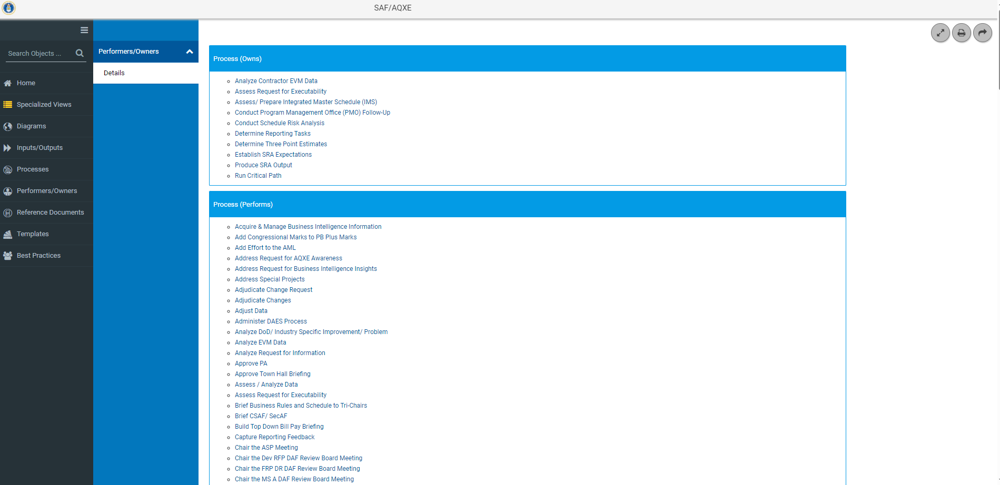 SAF/AQXE
Search Objects ...
Home
Specialized Views
Diagrams
Inputs/Outputs
Processes
Performers/Owners
Reference Documents
Templates
Best Practices
Performers/Owners
Details
Process (Owns)
Analyze Contractor EVM Data
Assess Request for Executability
Assess/ Prepare Integrated Master Schedule (IMS)
Conduct Program Management Office (PMO) Follow-Up
Conduct Schedule Risk Analysis
Determine Reporting Tasks
Determine Three Point Estimates
Establish SRA Expectations
Produce SRA Output
Run Critical Path
Process (Performs)
Acquire & Manage Business Intelligence Information
Add Congressional Marks to PB Plus Marks
Add Effort to the AML
Address Request for AQXE Awareness
Address Request for Business Intelligence Insights
Address Special Projects
Adjudicate Change Request
Adjudicate Changes
Adjust Data
Administer DAES Process
Analyze DoD/ Industry Specific Improvement/ Problem
Analyze EVM Data
Analyze Request for Information
Approve PA
Approve Town Hall Briefing
Assess / Analyze Data
Assess Request for Executability
Brief Business Rules and Schedule to Tri-Chairs
Brief CSAF/ SecAF
Build Top Down Bill Pay Briefing
Capture Reporting Feedback
Chair the ASP Meeting
Chair the Dev RFP DAF Review Board Meeting
Chair the FRP DR DAF Review Board Meeting
Chair the MS A DAF Review Board Meeting